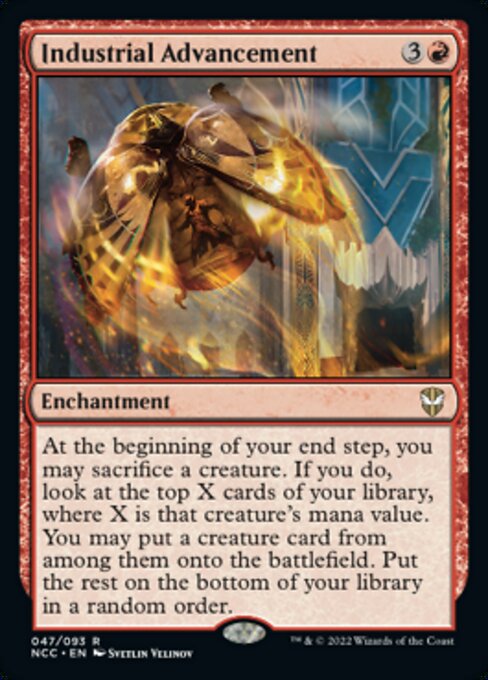 Industrial Advancement 3
Enchantment
At the beginning of your end step, you
may sacrifice a creature. If you do,
look at the top X cards of your library,
where X is that creature's mana value.
You may put a creature card from
among them onto the battlefield. Put
the rest on the bottom of your library
in a random order.
047/093 R
NCC • EN Svetlin Velinov
™ & © 2022 Wizards of the Coast